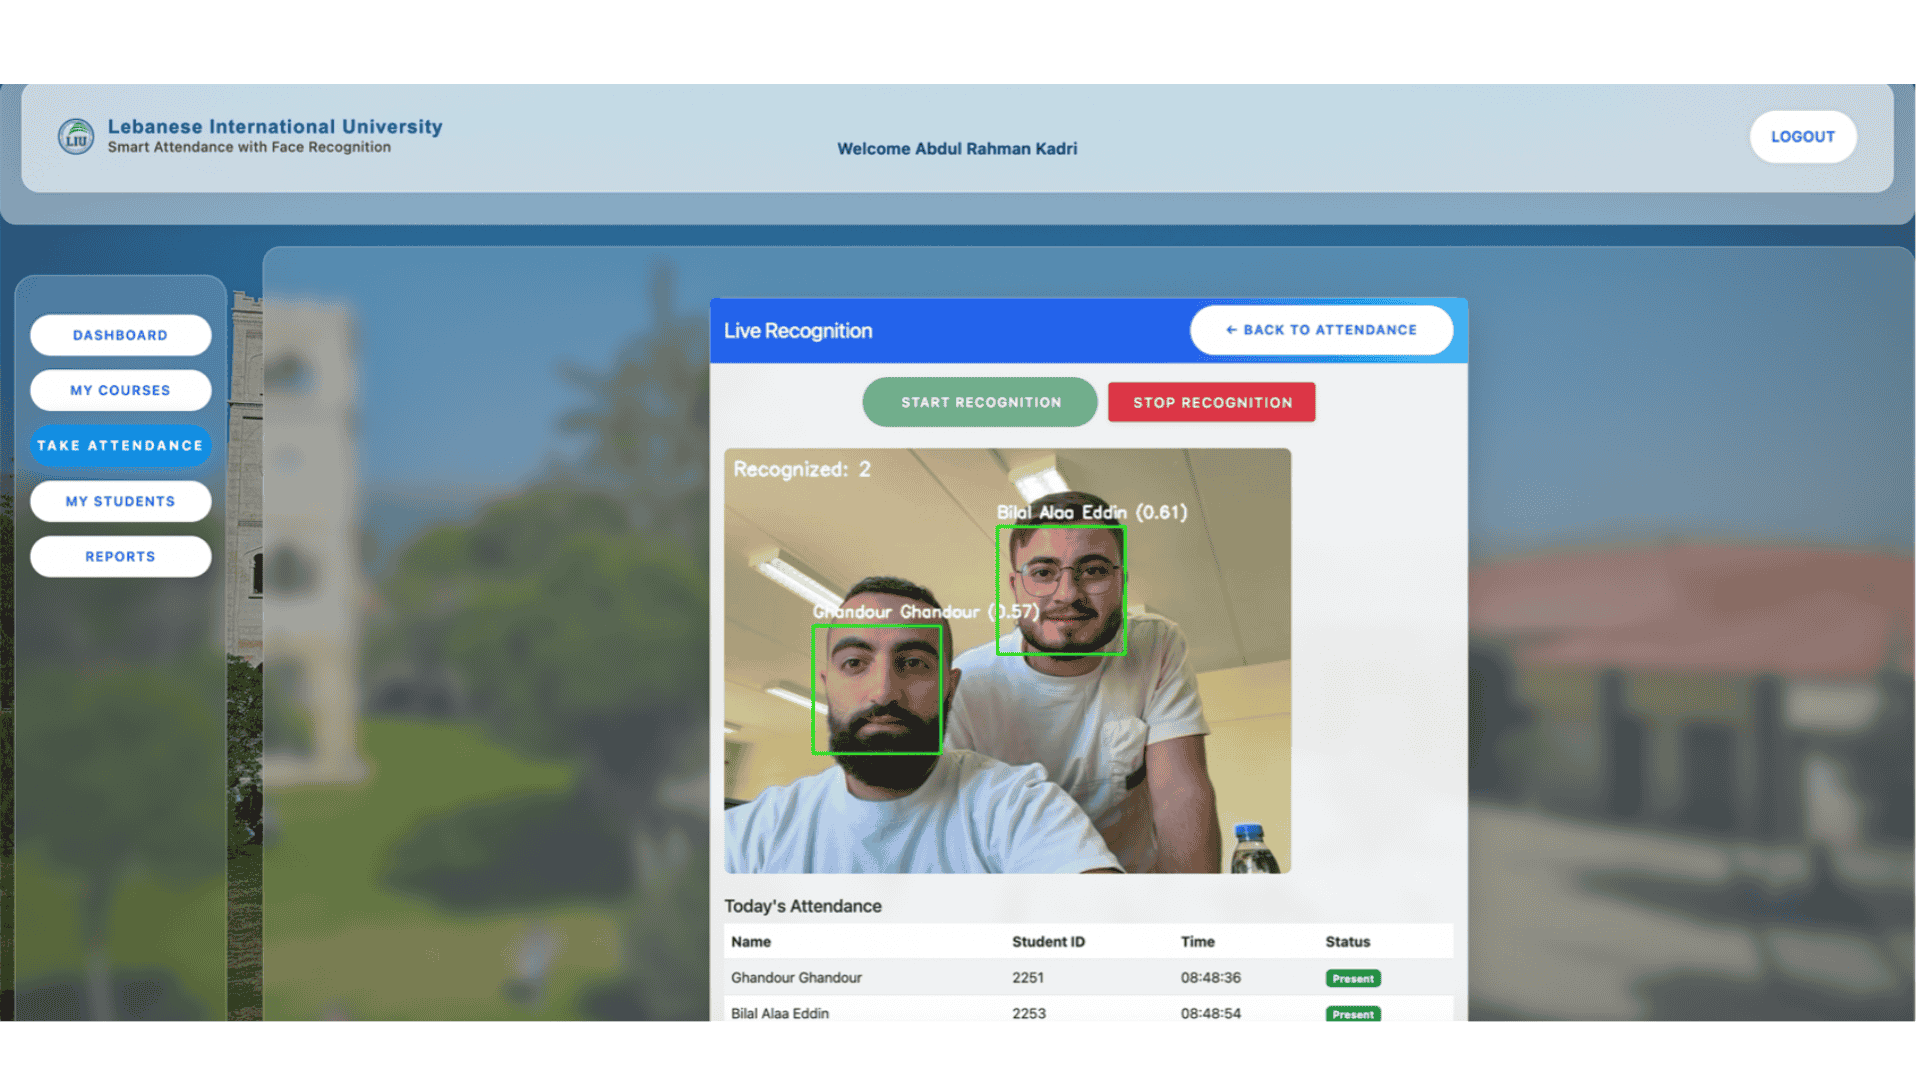 LIU
Lebanese International University
Smart Attendance with Face Recognition
Welcome Abdul Rahman Kadri
LOGOUT
DASHBOARD
MY COURSES
TAKE ATTENDANCE
MY STUDENTS
REPORTS
Live Recognition
← BACK TO ATTENDANCE
START RECOGNITION
STOP RECOGNITION
Recognized: 2
Bilal Alaa Eddin (0.61)
Ghandour Ghandour (0.57)
Today's Attendance
Name Student ID Time Status
Ghandour Ghandour 2251 08:48:36 Present
Bilal Alaa Eddin 2253 08:48:54 Present